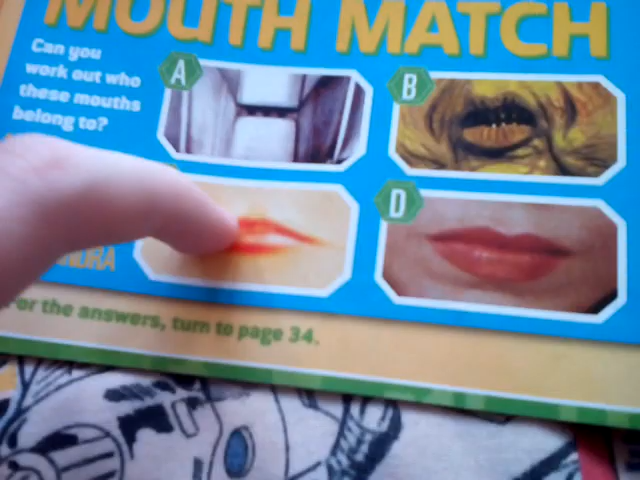 MOUTH MATCH
Can you
work out who
these mouths
belong to?
A
B
D
or the answers, turn to page 34.